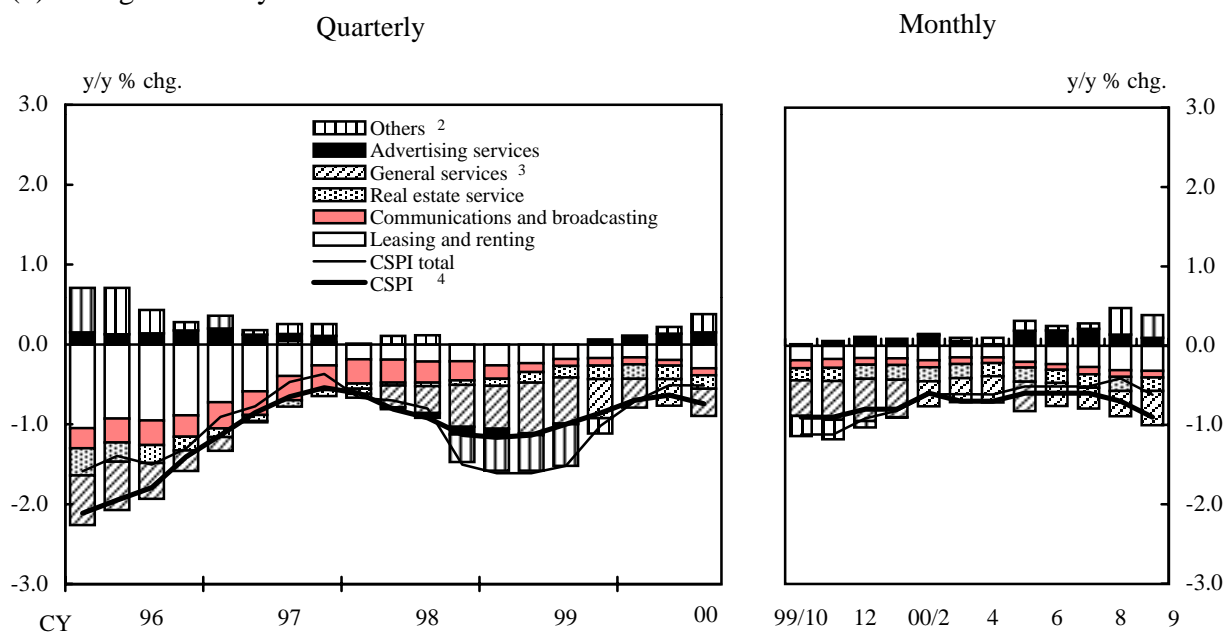 Quarterly
Monthly
y/y % chg.
y/y % chg.
3.0
2.0
1.0
0.0
-1.0
-2.0
-3.0
Others 2
Advertising services
General services 3
Real estate service
Communications and broadcasting
Leasing and renting
CSPI total
CSPI 4
3.0
2.0
1.0
0.0
-1.0
-2.0
-3.0
CY 96 97 98 99 00
99/10 12 00/2 4 6 8 9